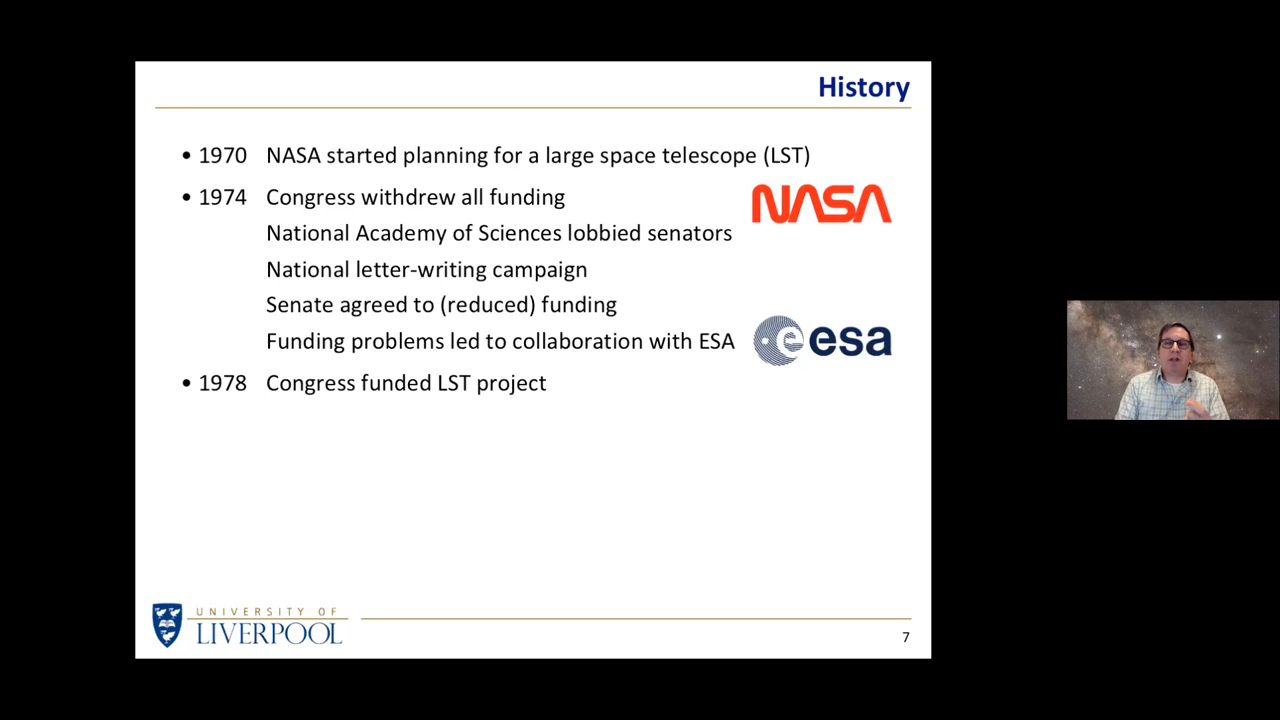 History
• 1970 NASA started planning for a large space telescope (LST)
• 1974 Congress withdrew all funding
NASA
National Academy of Sciences lobbied senators
National letter-writing campaign
Senate agreed to (reduced) funding
Funding problems led to collaboration with ESA
esa
• 1978 Congress funded LST project
UNIVERSITY OF
LIVERPOOL
7